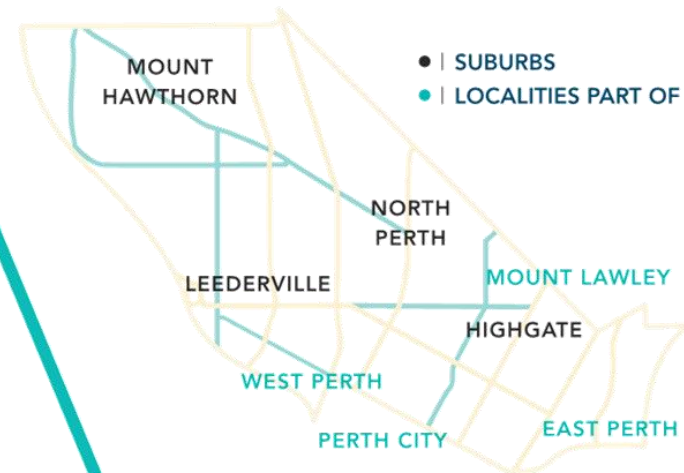 MOUNT
HAWTHORN
● | SUBURBS
● | LOCALITIES PART OF
NORTH
PERTH
MOUNT LAWLEY
LEEDERVILLE
HIGHGATE
WEST PERTH
EAST PERTH
PERTH CITY